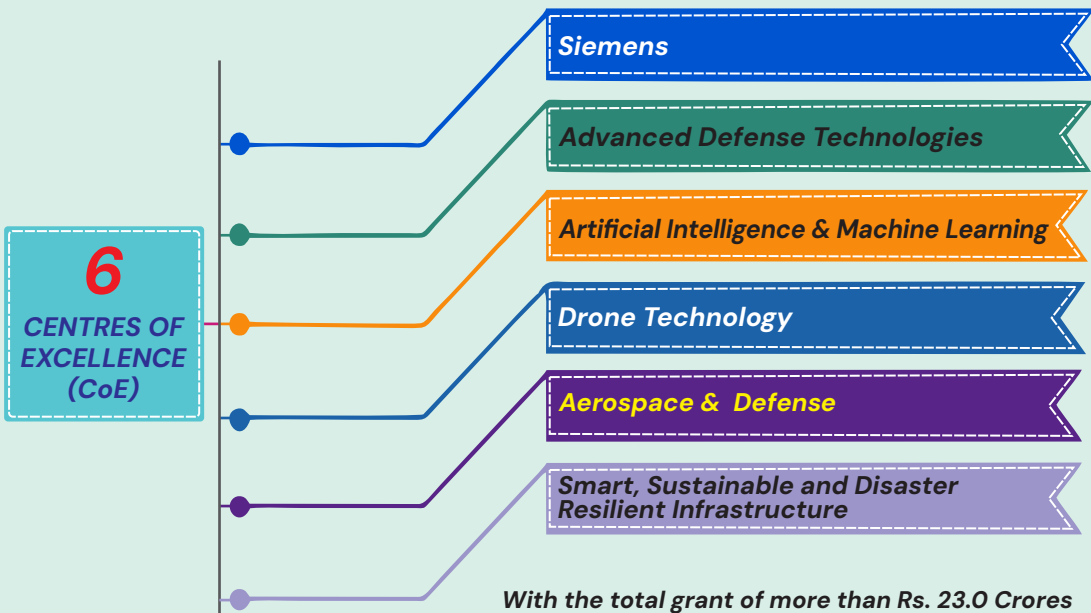 6
CENTRES OF
EXCELLENCE
(CoE)
Siemens
Advanced Defense Technologies
Artificial Intelligence & Machine Learning
Drone Technology
Aerospace & Defense
Smart, Sustainable and Disaster
Resilient Infrastructure
With the total grant of more than Rs. 23.0 Crores